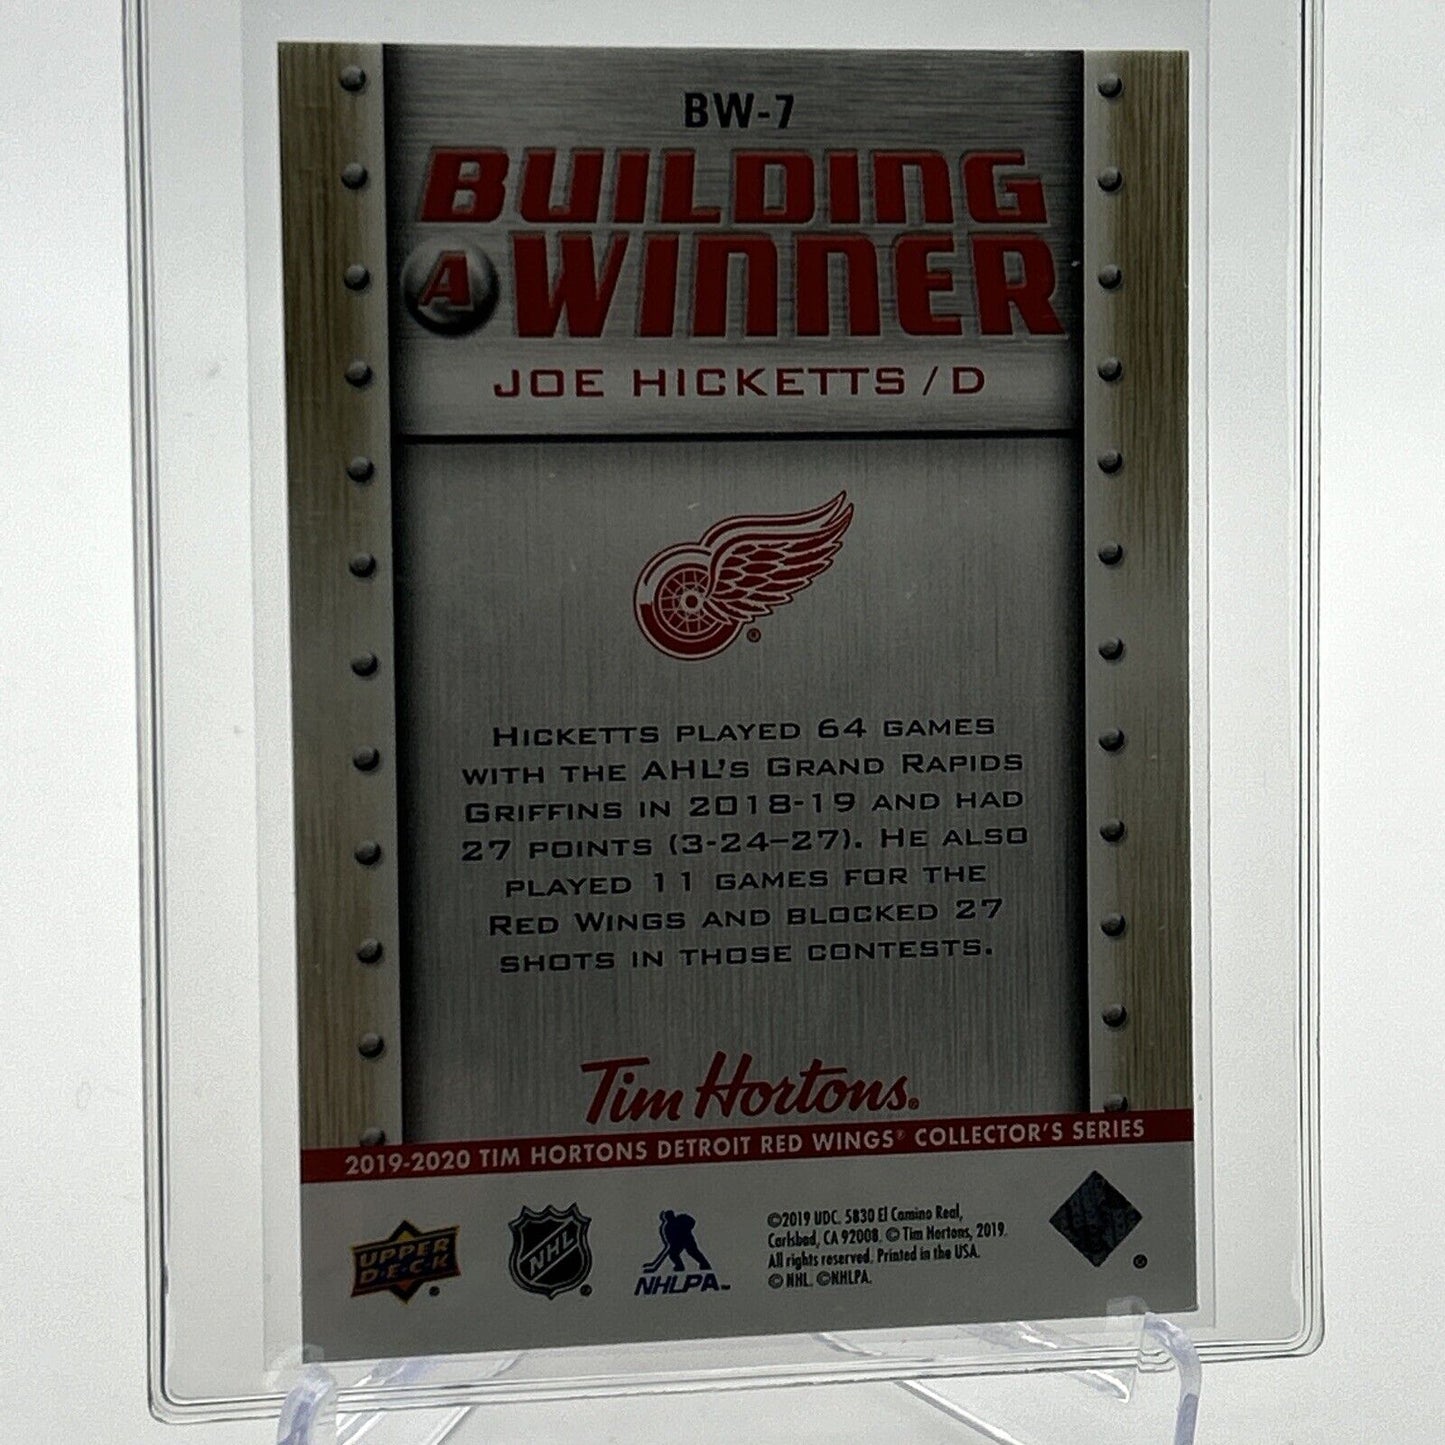 BW-7
BUILDING
A WINNER
JOE HICKETTS / D
HICKETTS PLAYED 64 GAMES
WITH THE AHL'S GRAND RAPIDS
GRIFFINS IN 2018-19 AND HAD
27 POINTS (3-24–27). HE ALSO
PLAYED 11 GAMES FOR THE
RED WINGS AND BLOCKED 27
SHOTS IN THOSE CONTESTS.
Tim Hortons®
2019-2020 TIM HORTONS DETROIT RED WINGS® COLLECTOR'S SERIES
UPPER
D·E·C·K®
NHL®
NHLPA™
©2019 UDC. 5830 El Camino Real,
Carlsbad, CA 92008. © Tim Hortons, 2019.
All rights reserved. Printed in the USA.
© NHL. ©NHLPA.